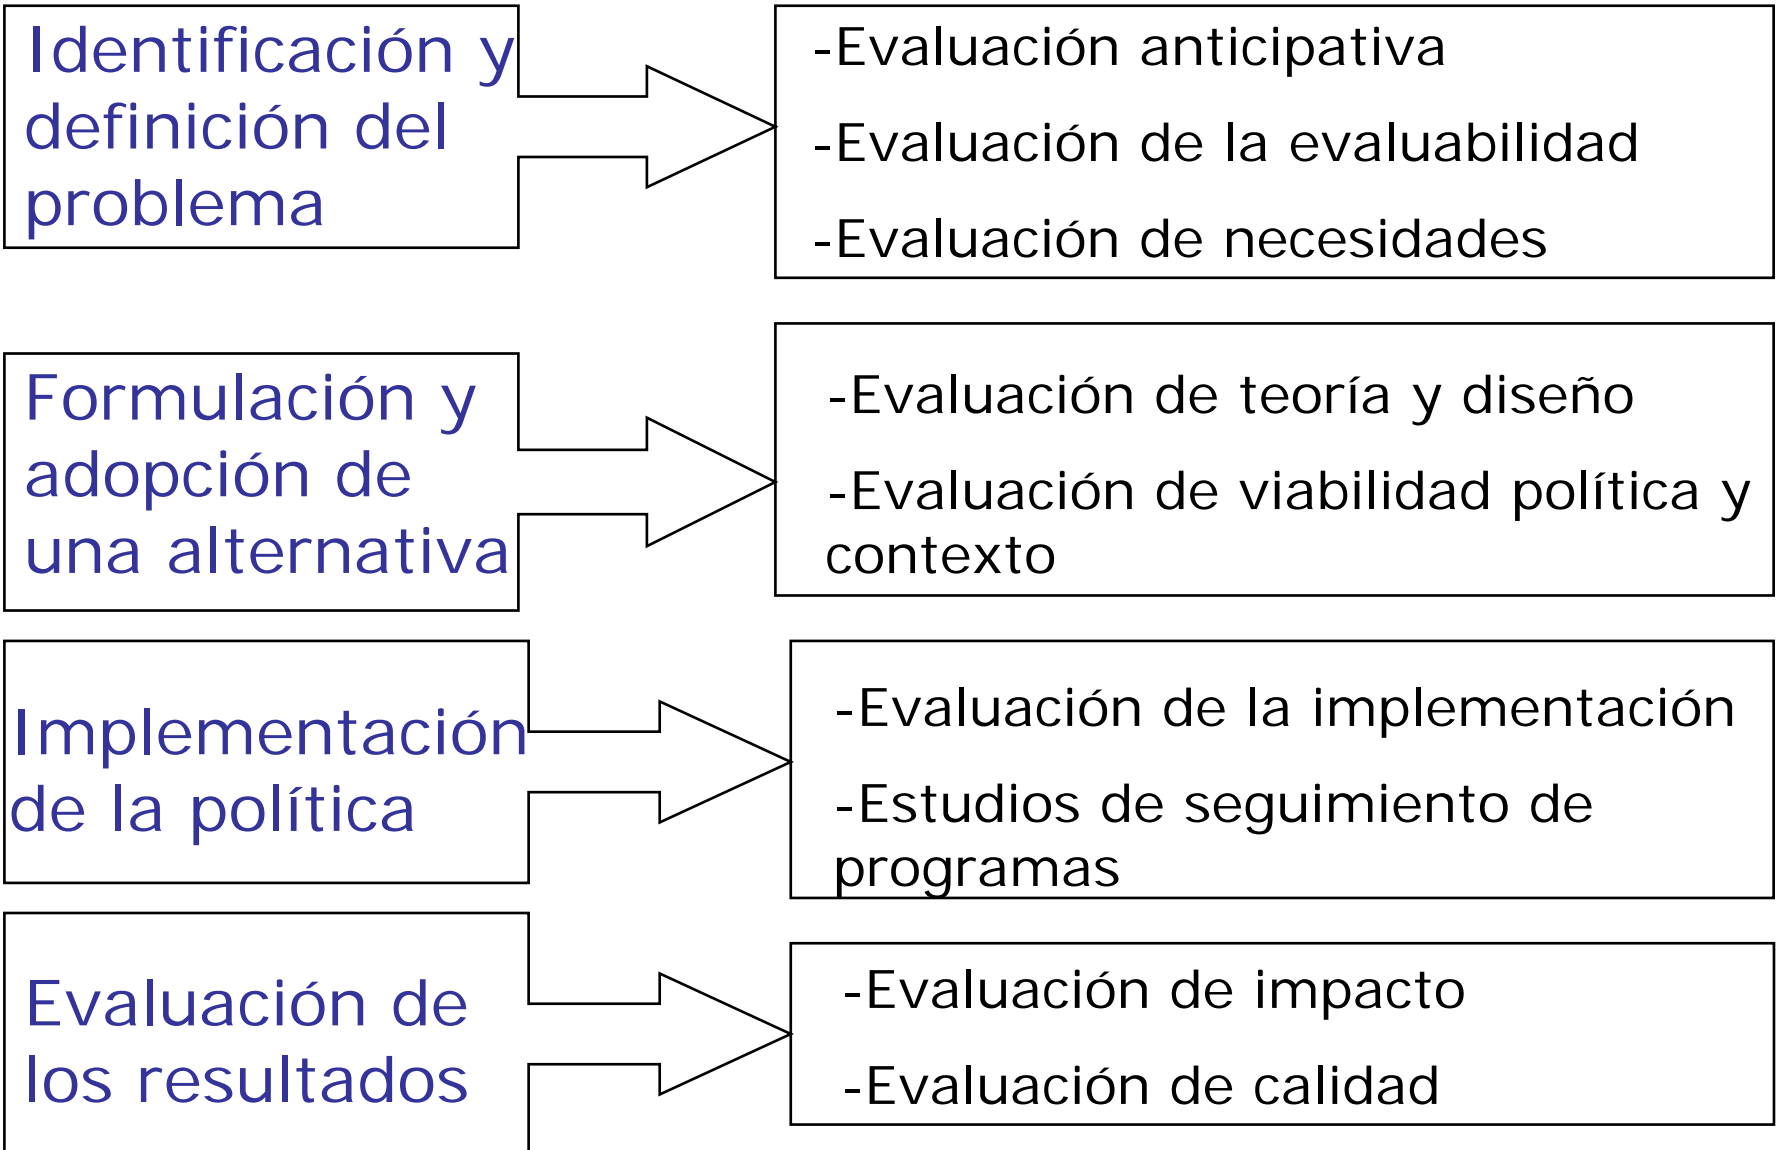 Identificación y
definición del
problema
-Evaluación anticipativa
-Evaluación de la evaluabilidad
-Evaluación de necesidades
Formulación y
adopción de
una alternativa
-Evaluación de teoría y diseño
-Evaluación de viabilidad política y
contexto
Implementación
de la política
-Evaluación de la implementación
-Estudios de seguimiento de
programas
Evaluación de
los resultados
-Evaluación de impacto
-Evaluación de calidad